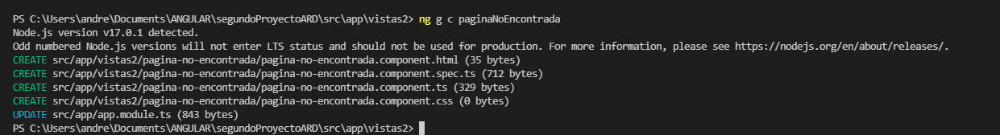 PS C:\Users\andre\Documents\ANGULAR\segundoProyectoARD\src\app\vistas2> ng g c paginaNoEncontrada
Node.js version v17.0.1 detected.
Odd numbered Node.js versions will not enter LTS status and should not be used for production. For more information, please see https://nodejs.org/en/about/releases/.
CREATE src/app/vistas2/pagina-no-encontrada/pagina-no-encontrada.component.html (35 bytes)
CREATE src/app/vistas2/pagina-no-encontrada/pagina-no-encontrada.component.spec.ts (712 bytes)
CREATE src/app/vistas2/pagina-no-encontrada/pagina-no-encontrada.component.ts (329 bytes)
CREATE src/app/vistas2/pagina-no-encontrada/pagina-no-encontrada.component.css (0 bytes)
UPDATE src/app/app.module.ts (843 bytes)
PS C:\Users\andre\Documents\ANGULAR\segundoProyectoARD\src\app\vistas2>